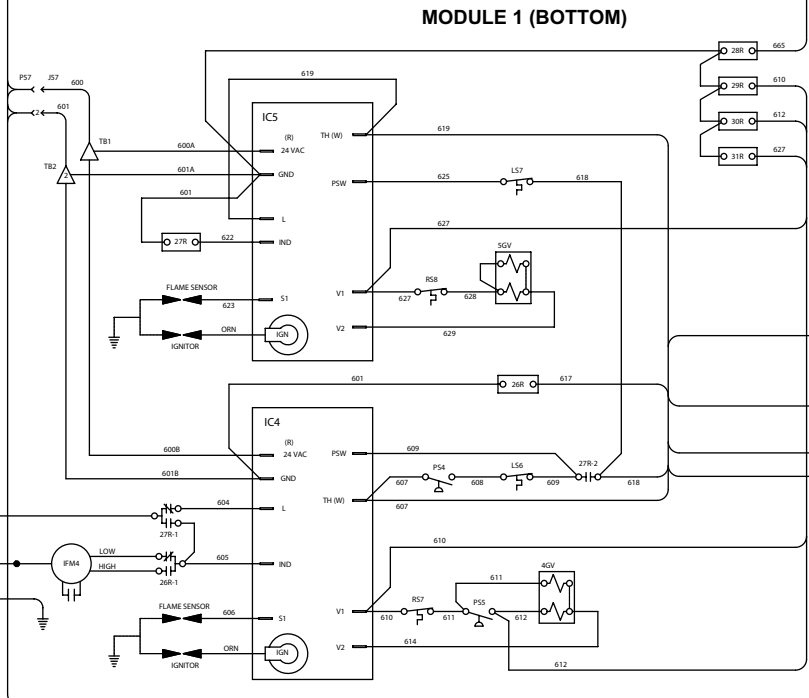 MODULE 1 (BOTTOM)
28R 665
P57 J57 600
619
29R 610
2 601
IC5
TB1
(R)
TH (W)
619
30R 612
600A
24 VAC
TB2
2
601A
GND
PSW
625
LS7
618
31R 627
601
L
627
27R 622
IND
5GV
FLAME SENSOR
623
S1
V1
627
RS8
628
ORN
IGN
V2
629
IGNITOR
601
26R
617
IC4
(R)
600B
24 VAC
PSW
609
601B
GND
607
PS4
608
LS6
609
27R-2
618
604
L
TH (W)
607
27R-1
610
LOW
605
IND
IFM4
HIGH
26R-1
4GV
611
FLAME SENSOR
606
S1
V1
610
RS7
611
PS5
612
ORN
IGN
V2
614
IGNITOR
612